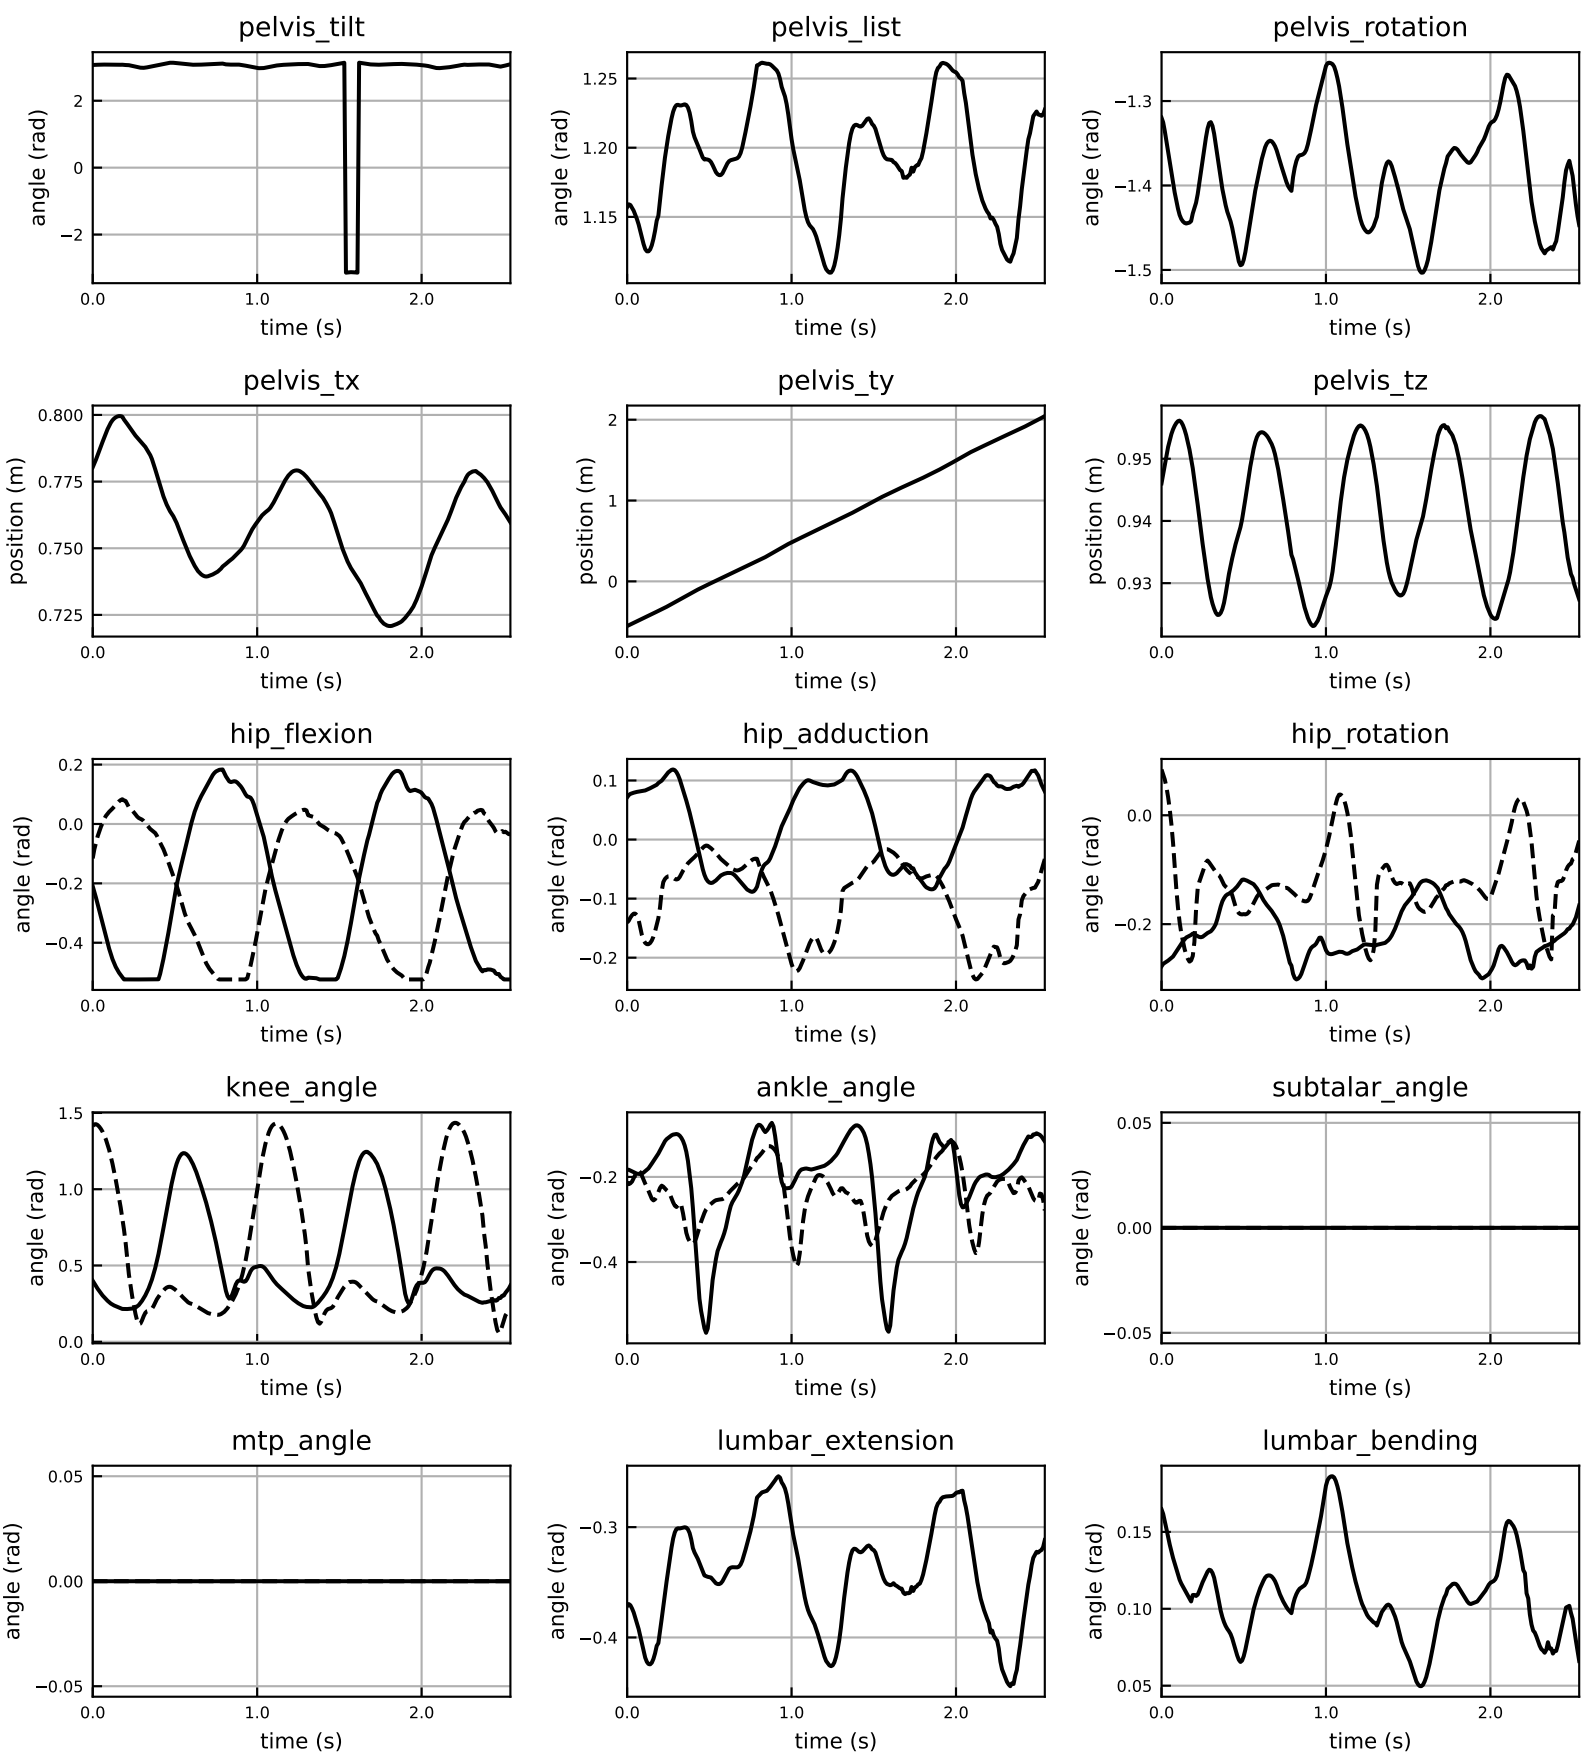 pelvis_tilt
angle (rad)
2
0
−2
0.0 1.0 2.0
time (s)
pelvis_list
angle (rad)
1.25
1.20
1.15
0.0 1.0 2.0
time (s)
pelvis_rotation
angle (rad)
−1.3
−1.4
−1.5
0.0 1.0 2.0
time (s)
pelvis_tx
position (m)
0.800
0.775
0.750
0.725
0.0 1.0 2.0
time (s)
pelvis_ty
position (m)
2
1
0
0.0 1.0 2.0
time (s)
pelvis_tz
position (m)
0.95
0.94
0.93
0.0 1.0 2.0
time (s)
hip_flexion
angle (rad)
0.2
0.0
−0.2
−0.4
0.0 1.0 2.0
time (s)
hip_adduction
angle (rad)
0.1
0.0
−0.1
−0.2
0.0 1.0 2.0
time (s)
hip_rotation
angle (rad)
0.0
−0.2
0.0 1.0 2.0
time (s)
knee_angle
angle (rad)
1.5
1.0
0.5
0.0
0.0 1.0 2.0
time (s)
ankle_angle
angle (rad)
−0.2
−0.4
0.0 1.0 2.0
time (s)
subtalar_angle
angle (rad)
0.05
0.00
−0.05
0.0 1.0 2.0
time (s)
mtp_angle
angle (rad)
0.05
0.00
−0.05
0.0 1.0 2.0
time (s)
lumbar_extension
angle (rad)
−0.3
−0.4
0.0 1.0 2.0
time (s)
lumbar_bending
angle (rad)
0.15
0.10
0.05
0.0 1.0 2.0
time (s)